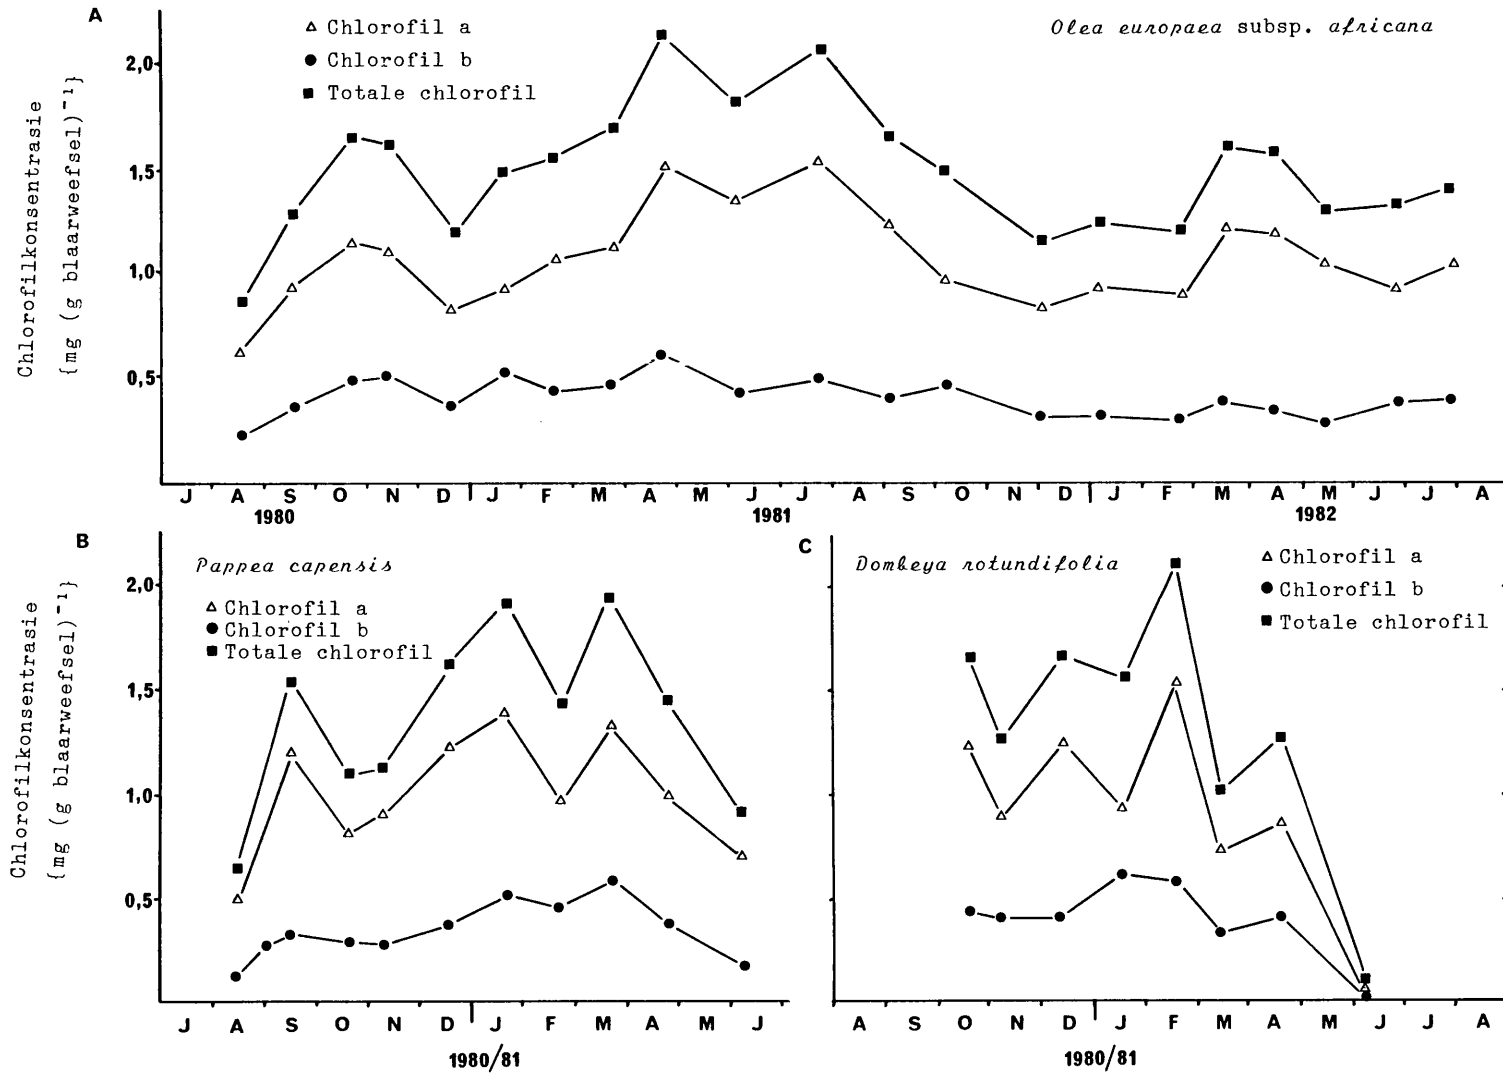 A
△ Chlorofil a
● Chlorofil b
■ Totale chlorofil
Olea europaea subsp. africana
Chlorofilkonsentrasie
{mg (g blaarweefsel)⁻¹}
2,0
1,5
1,0
0,5
J A S O N D J F M A M J J A S O N D J F M A M J J A
1980 1981 1982
B
Pappea capensis
△ Chlorofil a
● Chlorofil b
■ Totale chlorofil
Chlorofilkonsentrasie
{mg (g blaarweefsel)⁻¹}
2,0
1,5
1,0
0,5
J A S O N D J F M A M J
1980/81
C
Dombeya rotundifolia
△ Chlorofil a
● Chlorofil b
■ Totale chlorofil
A S O N D J F M A M J J A
1980/81